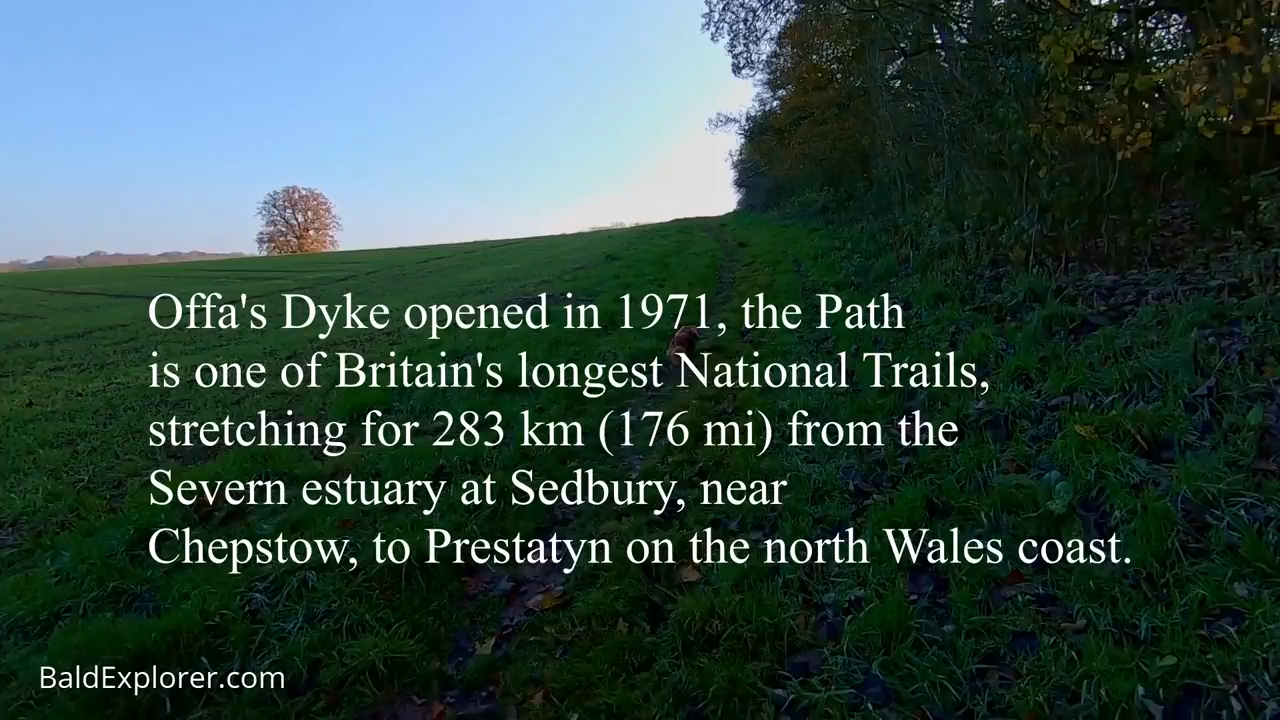 Offa's Dyke opened in 1971, the Path
is one of Britain's longest National Trails,
stretching for 283 km (176 mi) from the
Severn estuary at Sedbury, near
Chepstow, to Prestatyn on the north Wales coast.
BaldExplorer.com